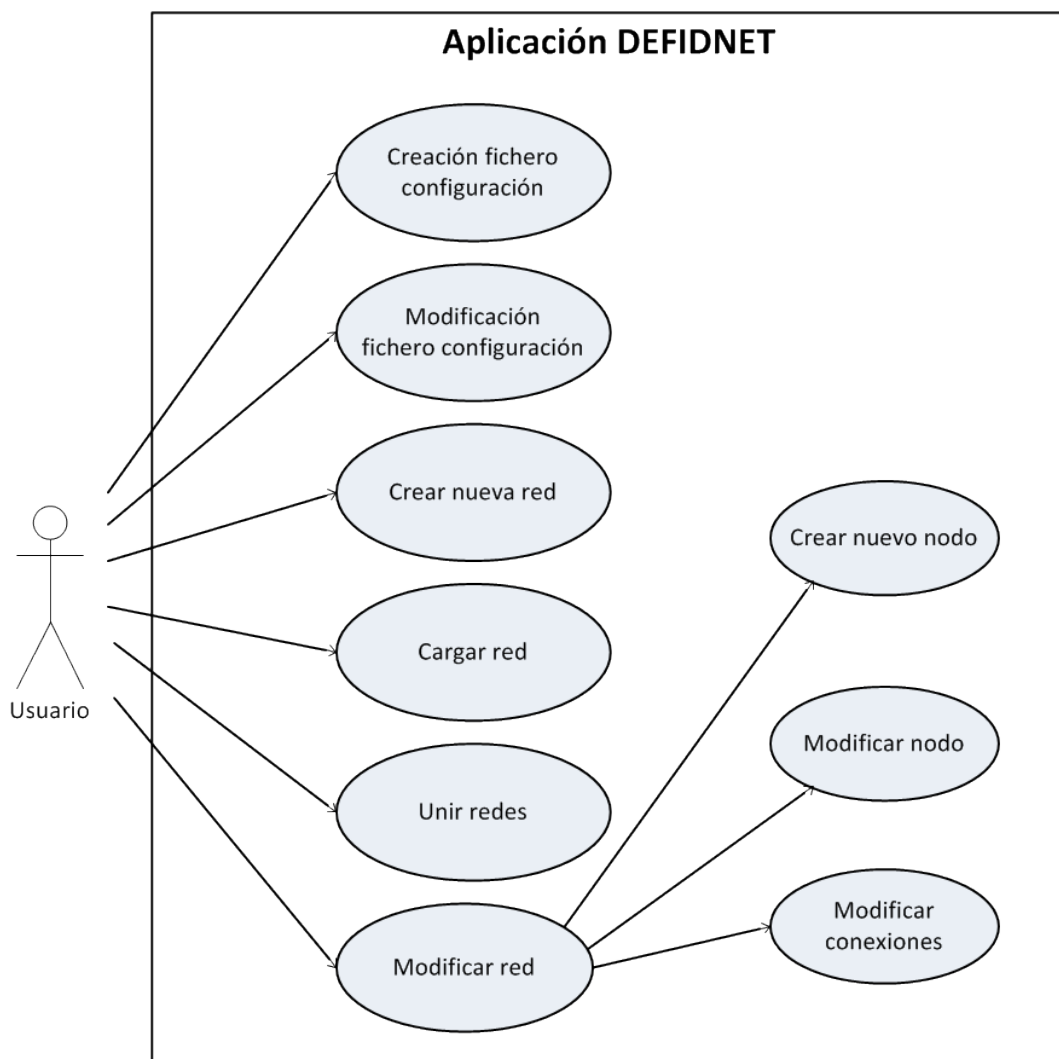 Aplicación DEFIDNET
Creación fichero
configuración
Modificación
fichero configuración
Crear nueva red
Crear nuevo nodo
Cargar red
Usuario
Modificar nodo
Unir redes
Modificar
conexiones
Modificar red